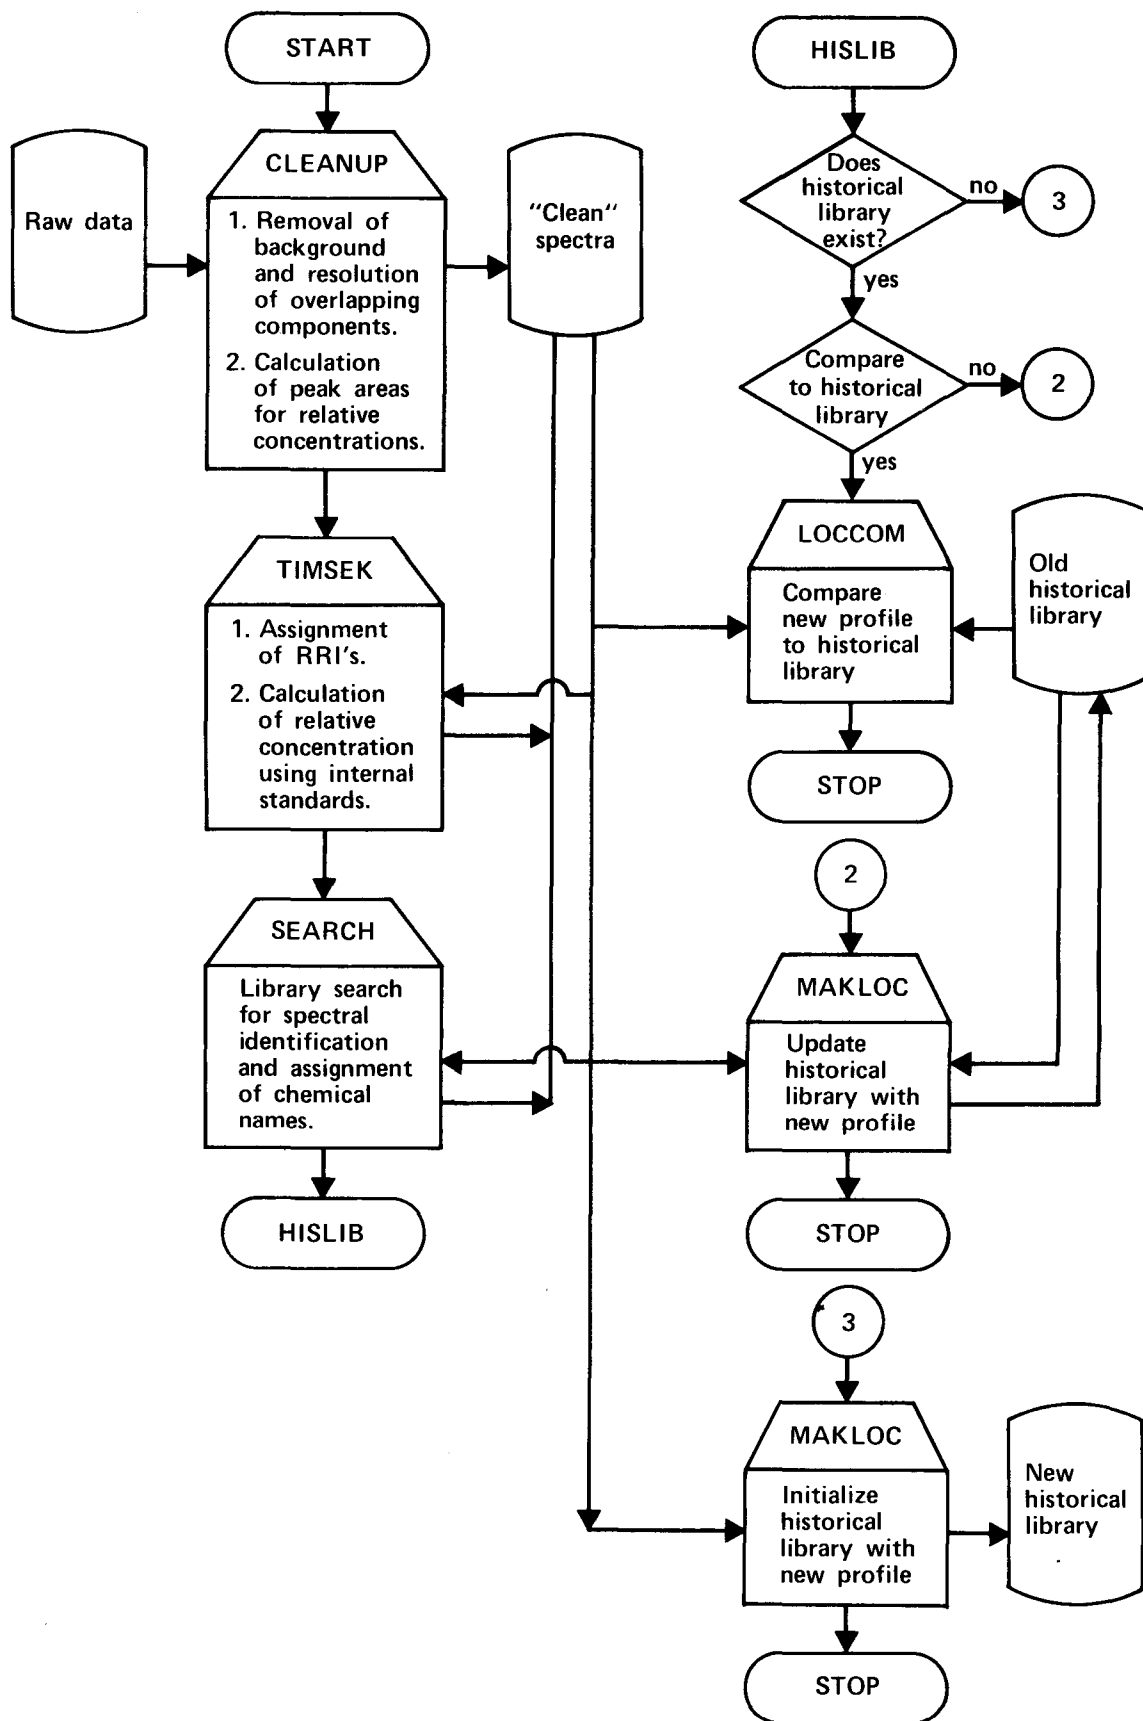 START
Raw data
CLEANUP
1. Removal of
background
and resolution
of overlapping
components.
2. Calculation
of peak areas
for relative
concentrations.
"Clean"
spectra
TIMSEK
1. Assignment
of RRI's.
2. Calculation
of relative
concentration
using internal
standards.
SEARCH
Library search
for spectral
identification
and assignment
of chemical
names.
HISLIB
HISLIB
Does
historical
library
exist?
no
3
yes
Compare
to historical
library
no
2
yes
LOCCOM
Compare
new profile
to historical
library
Old
historical
library
STOP
2
MAKLOC
Update
historical
library with
new profile
STOP
3
MAKLOC
Initialize
historical
library with
new profile
New
historical
library
STOP